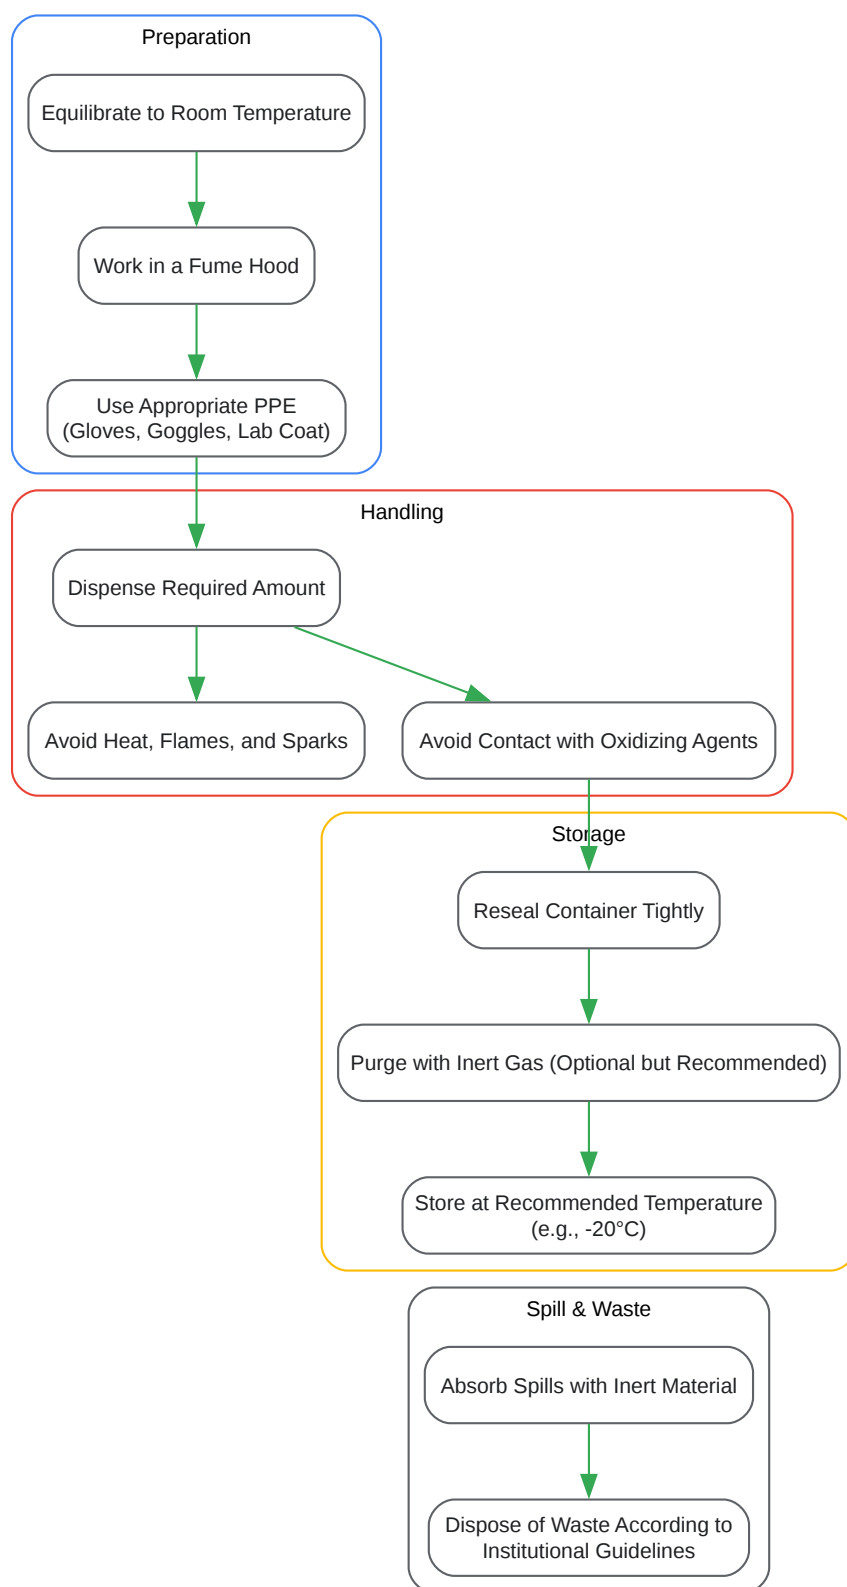 Preparation
Equilibrate to Room Temperature
Work in a Fume Hood
Use Appropriate PPE
(Gloves, Goggles, Lab Coat)
Handling
Dispense Required Amount
Avoid Heat, Flames, and Sparks
Avoid Contact with Oxidizing Agents
Storage
Reseal Container Tightly
Purge with Inert Gas (Optional but Recommended)
Store at Recommended Temperature
(e.g., -20°C)
Spill & Waste
Absorb Spills with Inert Material
Dispose of Waste According to
Institutional Guidelines